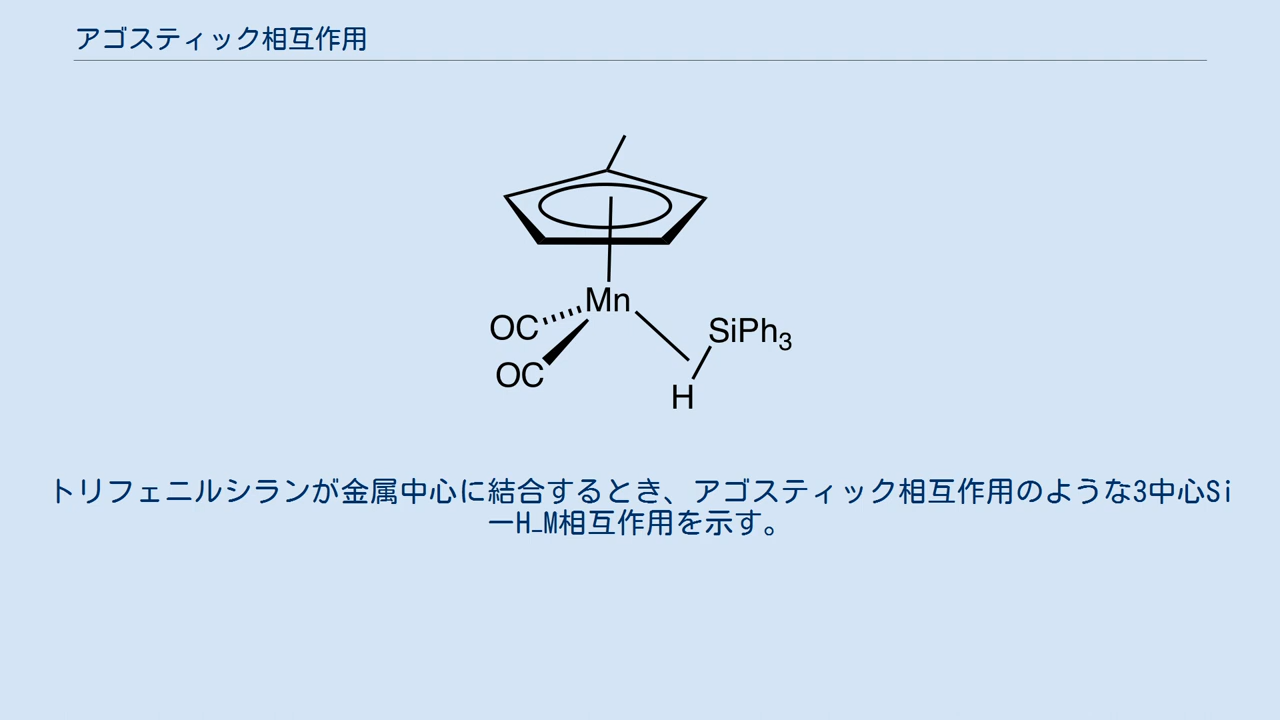 アゴスティック相互作用
Mn
OC
SiPh3
OC
H
トリフェニルシランが金属中心に結合するとき、アゴスティック相互作用のような3中心Si
ーH_M相互作用を示す。